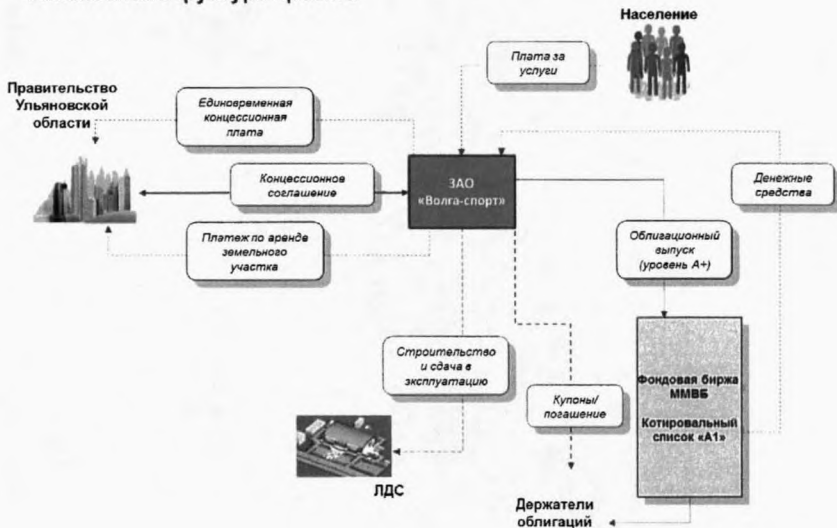 Население
Плата за
услуги
Правительство
Ульяновской
области
Единовременная
концессионная
плата
Концессионное
соглашение
ЗАО
«Волга-спорт»
Денежные
средства
Платеж по аренде
земельного
участка
Облигационный
выпуск
(уровень А+)
Строительство
и сдача в
эксплуатацию
Фондовая биржа
ММВБ
Котировальный
список «А1»
Купоны/
погашение
ЛДС
Держатели
облигаций